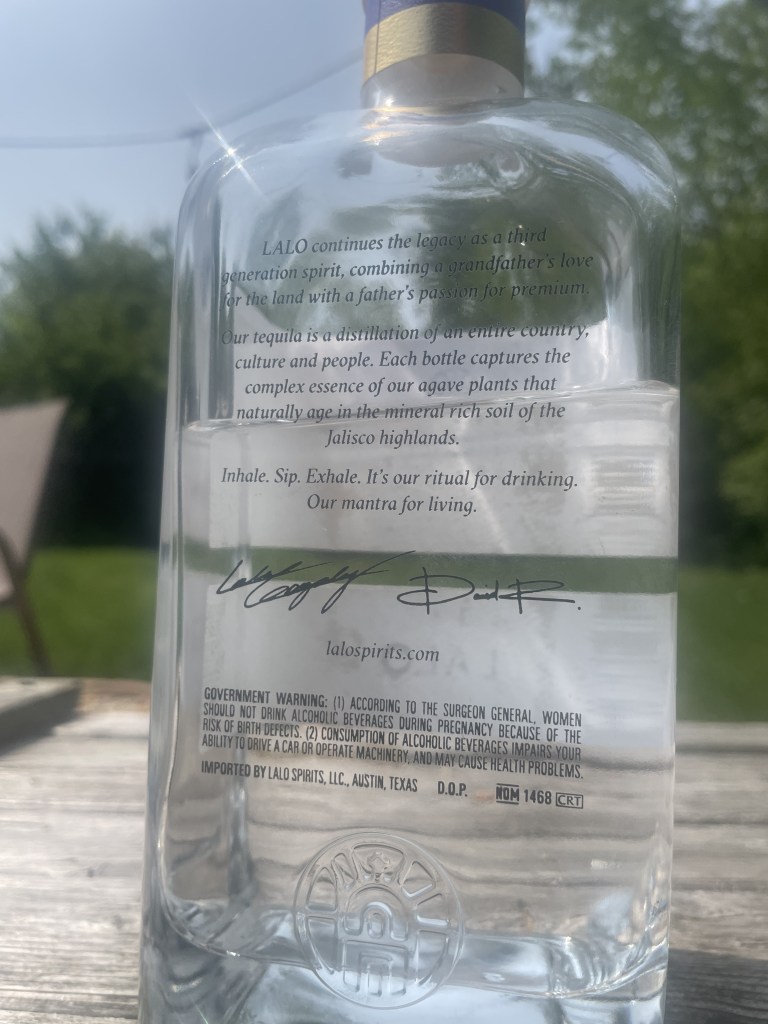 LALO continues the legacy as a third
generation spirit, combining a grandfather's love
for the land with a father's passion for premium.
Our tequila is a distillation of an entire country,
culture and people. Each bottle captures the
complex essence of our agave plants that
naturally age in the mineral rich soil of the
Jalisco highlands.
Inhale. Sip. Exhale. It's our ritual for drinking.
Our mantra for living.
lalospirits.com
GOVERNMENT WARNING: (1) ACCORDING TO THE SURGEON GENERAL, WOMEN
SHOULD NOT DRINK ALCOHOLIC BEVERAGES DURING PREGNANCY BECAUSE OF THE
RISK OF BIRTH DEFECTS. (2) CONSUMPTION OF ALCOHOLIC BEVERAGES IMPAIRS YOUR
ABILITY TO DRIVE A CAR OR OPERATE MACHINERY, AND MAY CAUSE HEALTH PROBLEMS.
IMPORTED BY LALO SPIRITS, LLC., AUSTIN, TEXAS D.O.P. NOM 1468 CRT